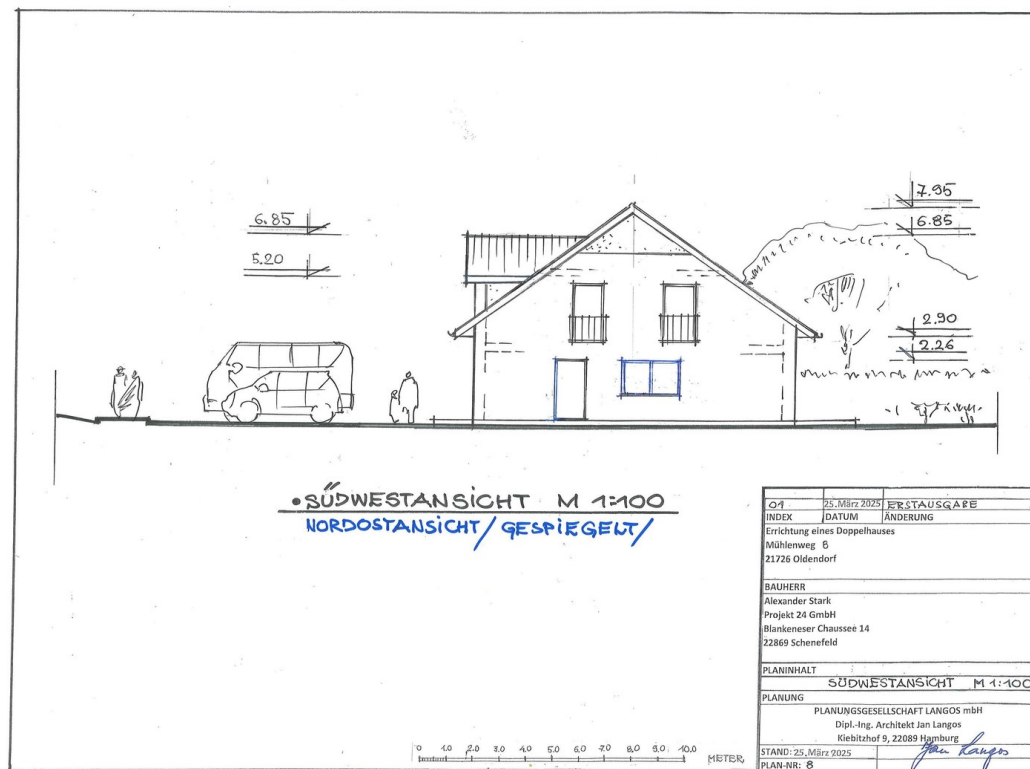 6.85
5.20
7.95
6.85
2.90
2.26
•SÜDWESTANSICHT M 1:100
NORDOSTANSICHT/GESPIEGELT/
01 25.März 2025 ERSTAUSGABE
INDEX DATUM ÄNDERUNG
Errichtung eines Doppelhauses
Mühlenweg 8
21726 Oldendorf
BAUHERR
Alexander Stark
Projekt 24 GmbH
Blankeneser Chaussee 14
22869 Schenefeld
PLANINHALT
SÜDWESTANSICHT M 1:100
PLANUNG
PLANUNGSGESELLSCHAFT LANGOS mbH
Dipl.-Ing. Architekt Jan Langos
Kiebitzhof 9, 22089 Hamburg
STAND: 25.März 2025 Jan Langos
PLAN-NR: 8
0 1.0 2.0 3.0 4.0 5.0 6.0 7.0 8.0 9.0 10.0 METER